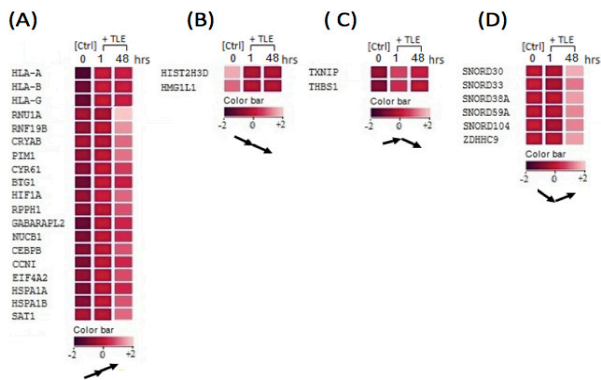 (A)
+ TLE
[Ctrl]
0 1 48 hrs
HLA-A
HLA-B
HLA-G
RNU1A
RNF19B
CRYAB
PIM1
CYR61
BTG1
HIF1A
RPPH1
GABARAPL2
NUCB1
CEBPB
CCNI
EIF4A2
HSPA1A
HSPA1B
SAT1
Color bar
-2 0 +2
(B)
+ TLE
[Ctrl]
0 1 48 hrs
HIST2H3D
HMG1L1
Color bar
-2 0 +2
( C)
+ TLE
[Ctrl]
0 1 48 hrs
TXNIP
THBS1
Color bar
-2 0 +2
(D)
+ TLE
[Ctrl]
0 1 48 hrs
SNORD30
SNORD33
SNORD38A
SNORD59A
SNORD104
ZDHHC9
Color bar
-2 0 +2